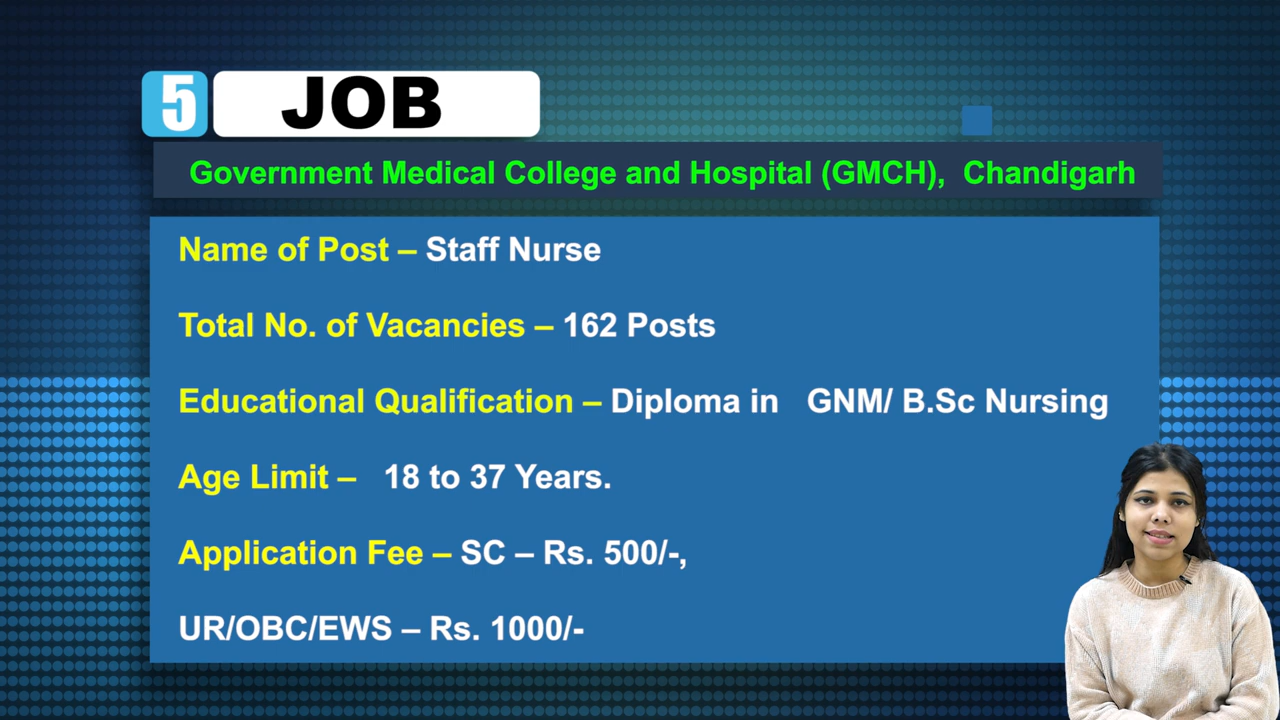 5 JOB
Government Medical College and Hospital (GMCH), Chandigarh
Name of Post – Staff Nurse
Total No. of Vacancies – 162 Posts
Educational Qualification – Diploma in GNM/ B.Sc Nursing
Age Limit – 18 to 37 Years.
Application Fee – SC – Rs. 500/-,
UR/OBC/EWS – Rs. 1000/-